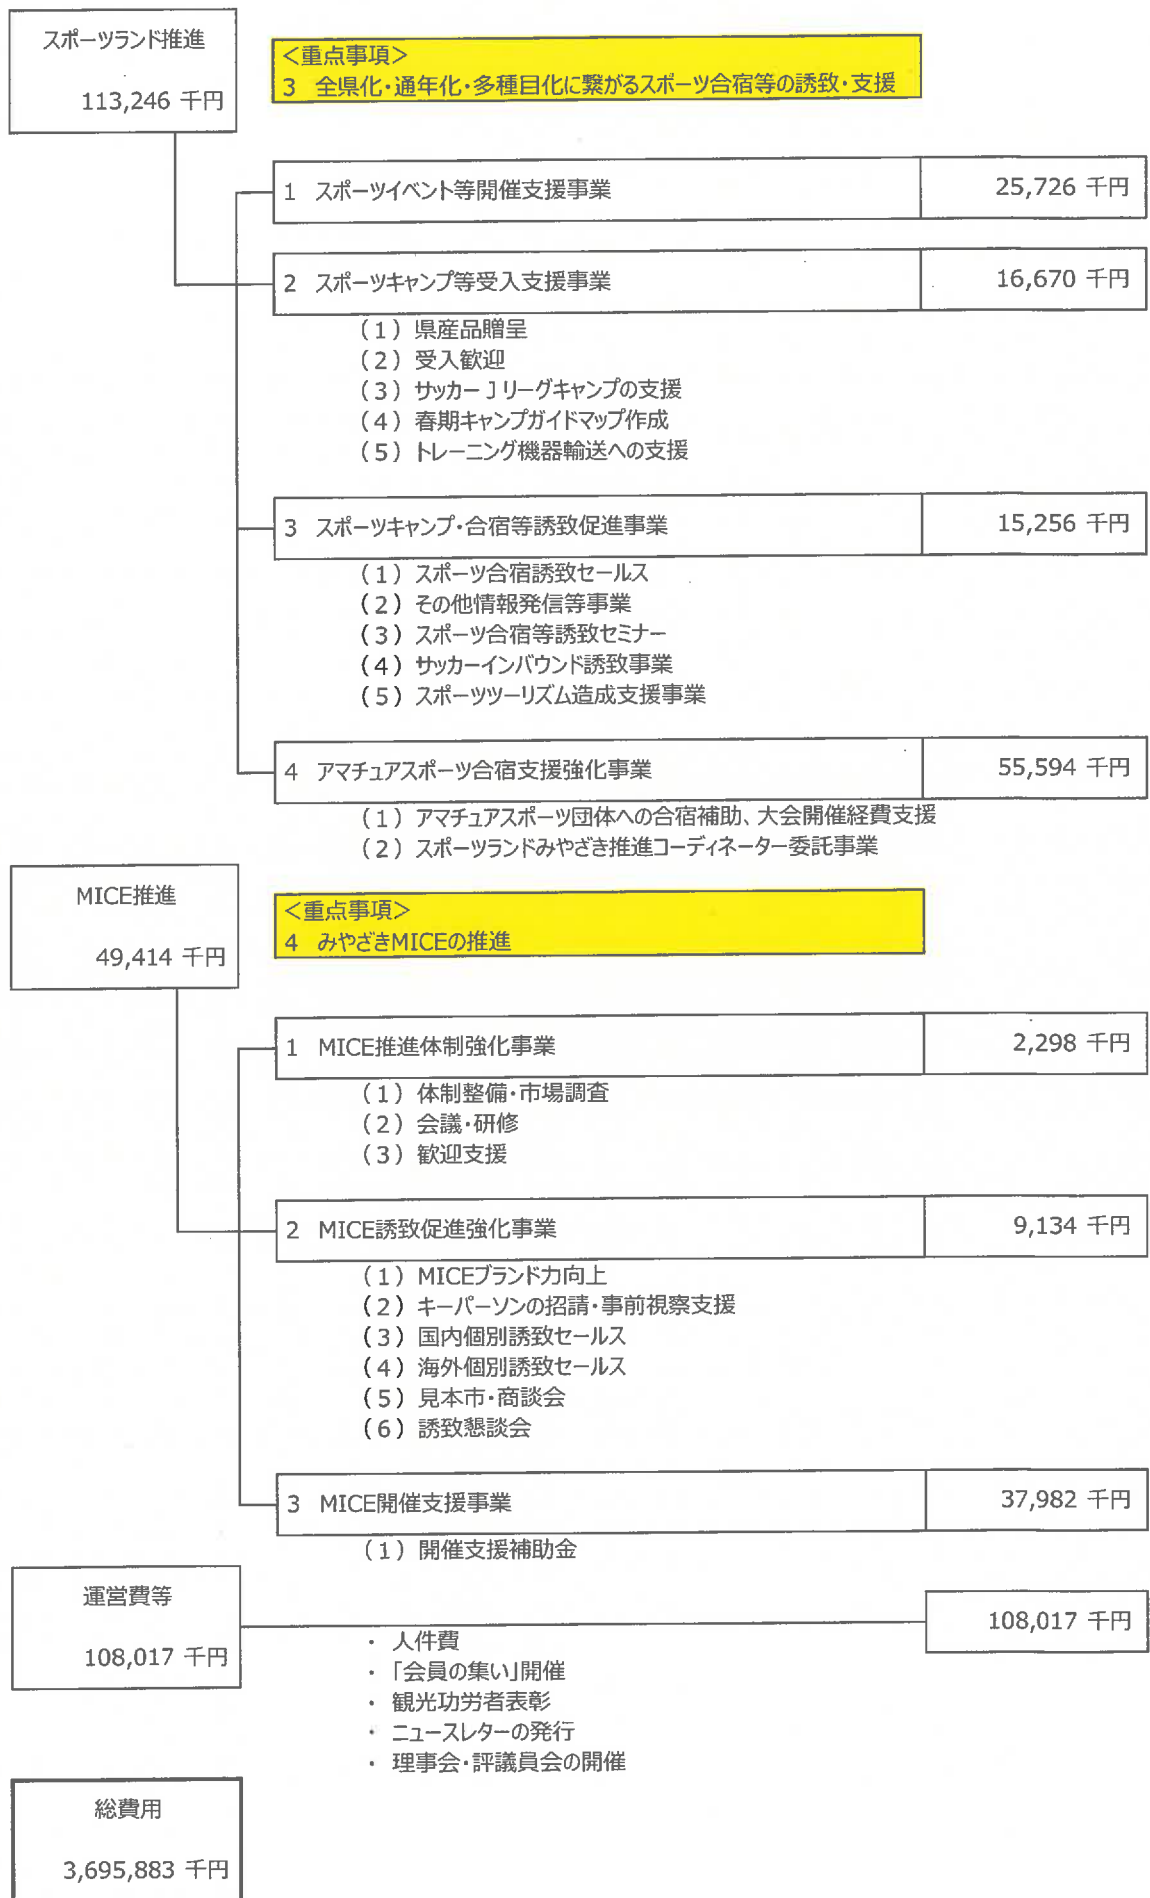 スポーツランド推進
113,246 千円
＜重点事項＞
3 全県化・通年化・多種目化に繋がるスポーツ合宿等の誘致・支援
1 スポーツイベント等開催支援事業 25,726 千円
2 スポーツキャンプ等受入支援事業 16,670 千円
（1）県産品贈呈
（2）受入歓迎
（3）サッカーJリーグキャンプの支援
（4）春期キャンプガイドマップ作成
（5）トレーニング機器輸送への支援
3 スポーツキャンプ・合宿等誘致促進事業 15,256 千円
（1）スポーツ合宿誘致セールス
（2）その他情報発信等事業
（3）スポーツ合宿等誘致セミナー
（4）サッカーインバウンド誘致事業
（5）スポーツツーリズム造成支援事業
4 アマチュアスポーツ合宿支援強化事業 55,594 千円
（1）アマチュアスポーツ団体への合宿補助、大会開催経費支援
（2）スポーツランドみやざき推進コーディネーター委託事業
MICE推進
49,414 千円
＜重点事項＞
4 みやざきMICEの推進
1 MICE推進体制強化事業 2,298 千円
（1）体制整備・市場調査
（2）会議・研修
（3）歓迎支援
2 MICE誘致促進強化事業 9,134 千円
（1）MICEブランド力向上
（2）キーパーソンの招請・事前視察支援
（3）国内個別誘致セールス
（4）海外個別誘致セールス
（5）見本市・商談会
（6）誘致懇談会
3 MICE開催支援事業 37,982 千円
（1）開催支援補助金
運営費等
108,017 千円
108,017 千円
・ 人件費
・ 「会員の集い」開催
・ 観光功労者表彰
・ ニュースレターの発行
・ 理事会・評議員会の開催
総費用
3,695,883 千円